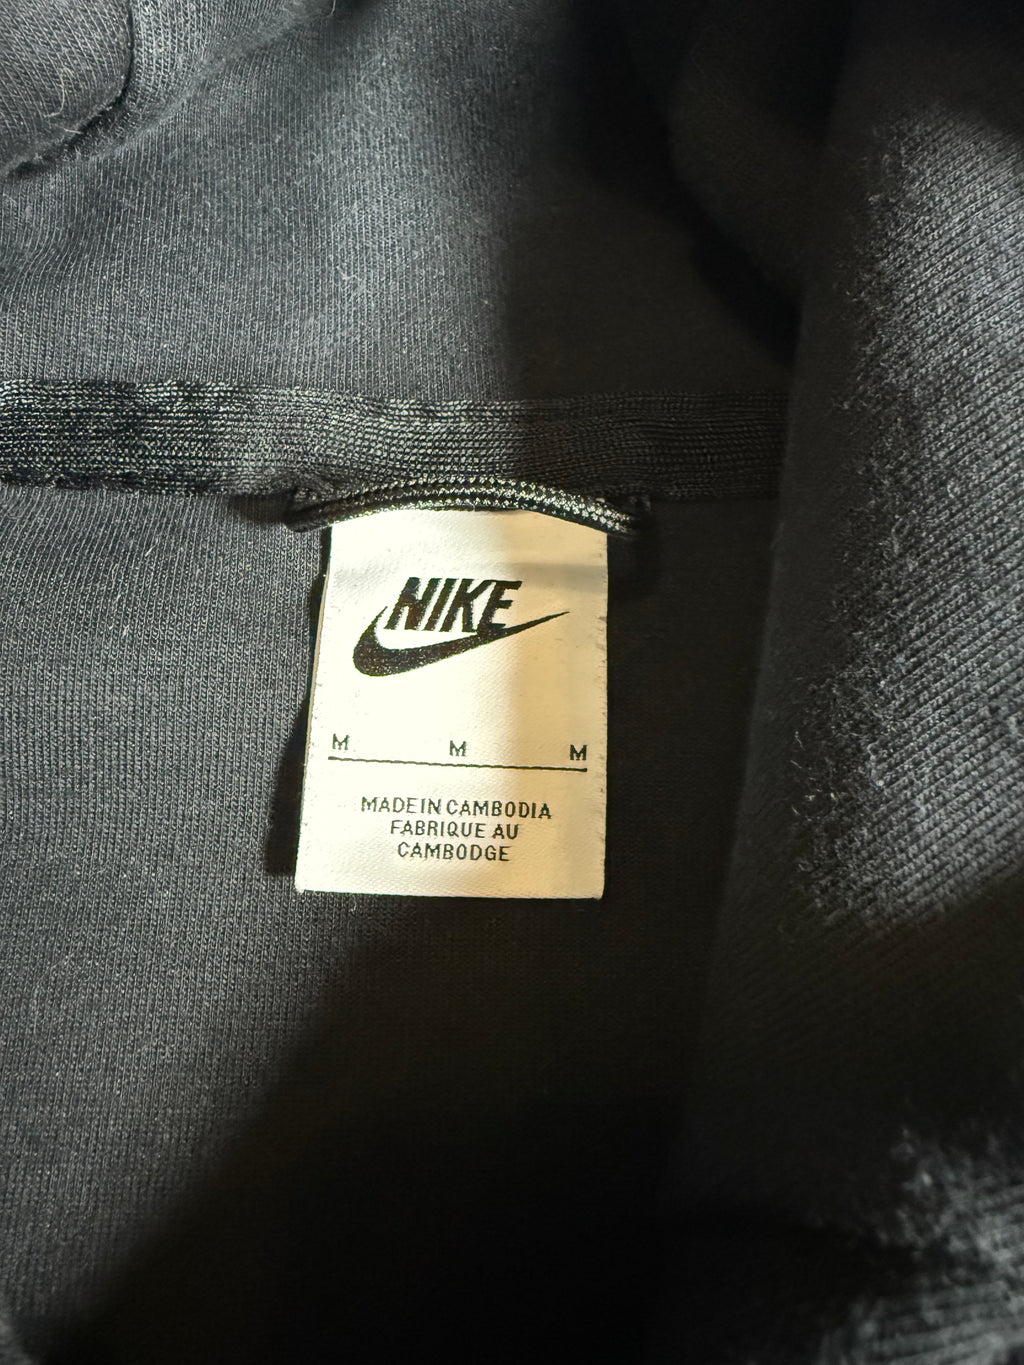 NIKE
M M M
MADE IN CAMBODIA
FABRIQUE AU
CAMBODGE